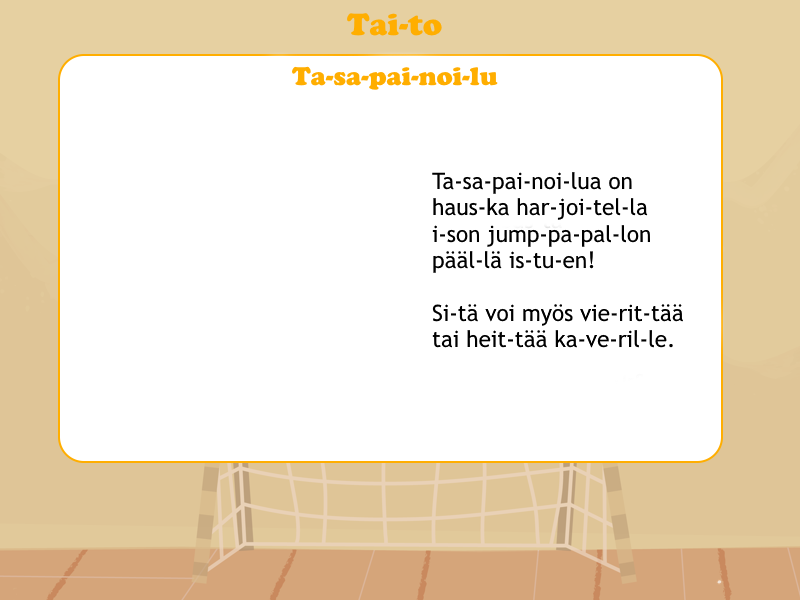 Tai-to
Ta-sa-pai-noi-lu
Ta-sa-pai-noi-lua on
haus-ka har-joi-tel-la
i-son jump-pa-pal-lon
pääl-lä is-tu-en!
Si-tä voi myös vie-rit-tää
tai heit-tää ka-ve-ril-le.